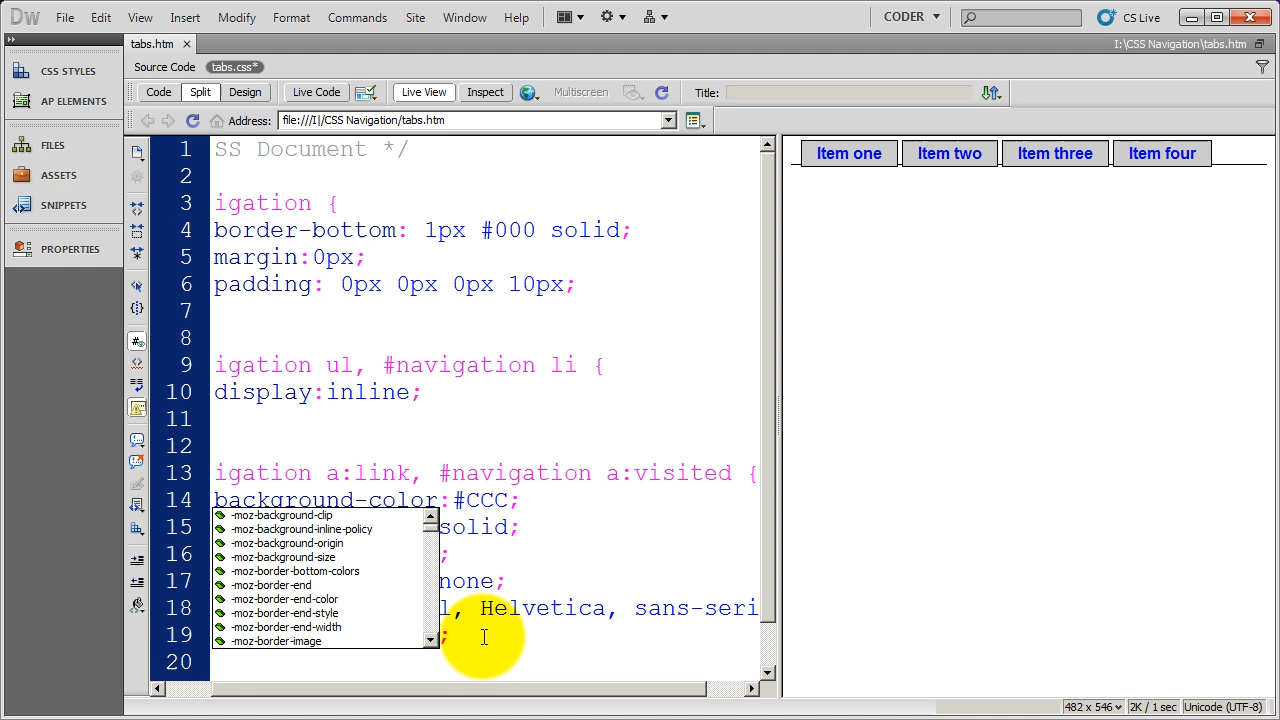 Dw File Edit View Insert Modify Format Commands Site Window Help CODER CS Live
tabs.htm I:\CSS Navigation\tabs.htm
Source Code tabs.css*
Code Split Design Live Code Live View Inspect Multiscreen Title:
Address: file:///I|/CSS Navigation/tabs.htm
CSS STYLES
AP ELEMENTS
FILES
ASSETS
SNIPPETS
PROPERTIES
1 SS Document */
2
3 igation {
4 border-bottom: 1px #000 solid;
5 margin:0px;
6 padding: 0px 0px 0px 10px;
7
8
9 igation ul, #navigation li {
10 display:inline;
11
12
13 igation a:link, #navigation a:visited {
14 background-color:#CCC;
15 solid;
16 ;
17 none;
18 l, Helvetica, sans-seri
19 ;
20
-moz-background-clip
-moz-background-inline-policy
-moz-background-origin
-moz-background-size
-moz-border-bottom-colors
-moz-border-end
-moz-border-end-color
-moz-border-end-style
-moz-border-end-width
-moz-border-image
Item one Item two Item three Item four
482 x 546 2K / 1 sec Unicode (UTF-8)